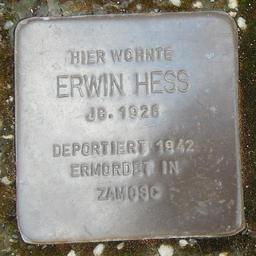 HIER WOHNTE
ERWIN HESS
JG. 1926
DEPORTIERT 1942
ERMORDET IN
ZAMOSC